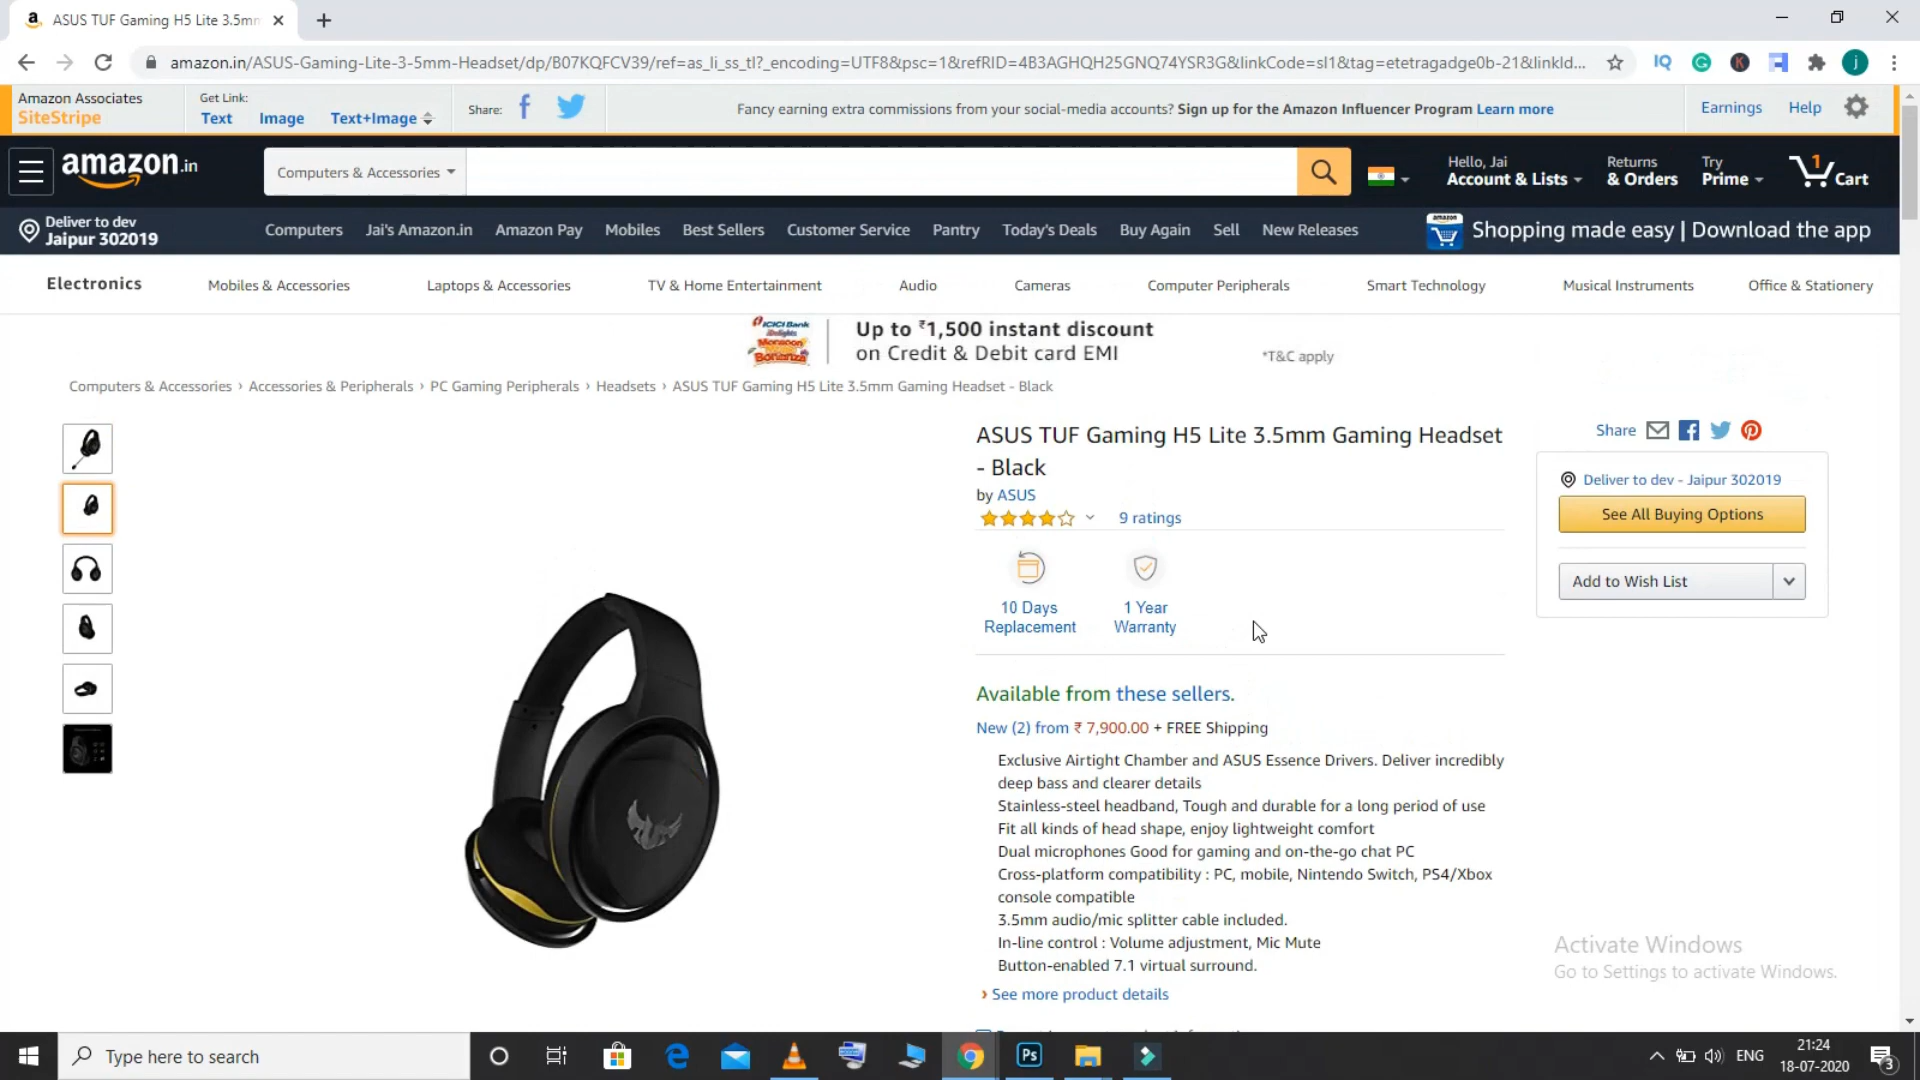 ASUS TUF Gaming H5 Lite 3.5mm
amazon.in/ASUS-Gaming-Lite-3-5mm-Headset/dp/B07KQFCV39/ref=as_li_ss_tl?_encoding=UTF8&psc=1&refRID=4B3AGHQH25GNQ74YSR3G&linkCode=sl1&tag=etetragadge0b-21&linkId...
Amazon Associates
SiteStripe
Get Link:
Text Image Text+Image
Share:
Fancy earning extra commissions from your social-media accounts? Sign up for the Amazon Influencer Program Learn more
Earnings Help
amazon.in
Computers & Accessories
Hello, Jai
Account & Lists
Returns
& Orders
Try
Prime
1
Cart
Deliver to dev
Jaipur 302019
Computers Jai's Amazon.in Amazon Pay Mobiles Best Sellers Customer Service Pantry Today's Deals Buy Again Sell New Releases
amazon
Shopping made easy | Download the app
Electronics Mobiles & Accessories Laptops & Accessories TV & Home Entertainment Audio Cameras Computer Peripherals Smart Technology Musical Instruments Office & Stationery
ICICI Bank
Delights
Monsoon
Bonanza
Up to ₹1,500 instant discount
on Credit & Debit card EMI
*T&C apply
Computers & Accessories › Accessories & Peripherals › PC Gaming Peripherals › Headsets › ASUS TUF Gaming H5 Lite 3.5mm Gaming Headset - Black
ASUS TUF Gaming H5 Lite 3.5mm Gaming Headset
- Black
by ASUS
9 ratings
10 Days
Replacement
1 Year
Warranty
Available from these sellers.
New (2) from ₹ 7,900.00 + FREE Shipping
Exclusive Airtight Chamber and ASUS Essence Drivers. Deliver incredibly
deep bass and clearer details
Stainless-steel headband, Tough and durable for a long period of use
Fit all kinds of head shape, enjoy lightweight comfort
Dual microphones Good for gaming and on-the-go chat PC
Cross-platform compatibility : PC, mobile, Nintendo Switch, PS4/Xbox
console compatible
3.5mm audio/mic splitter cable included.
In-line control : Volume adjustment, Mic Mute
Button-enabled 7.1 virtual surround.
› See more product details
Share
Deliver to dev - Jaipur 302019
See All Buying Options
Add to Wish List
Activate Windows
Go to Settings to activate Windows.
Type here to search
Ps
ENG
21:24
18-07-2020
3